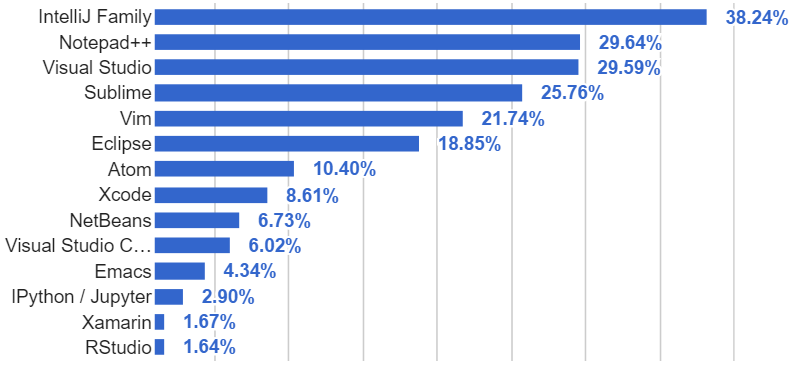 IntelliJ Family 38.24%
Notepad++ 29.64%
Visual Studio 29.59%
Sublime 25.76%
Vim 21.74%
Eclipse 18.85%
Atom 10.40%
Xcode 8.61%
NetBeans 6.73%
Visual Studio C... 6.02%
Emacs 4.34%
IPython / Jupyter 2.90%
Xamarin 1.67%
RStudio 1.64%